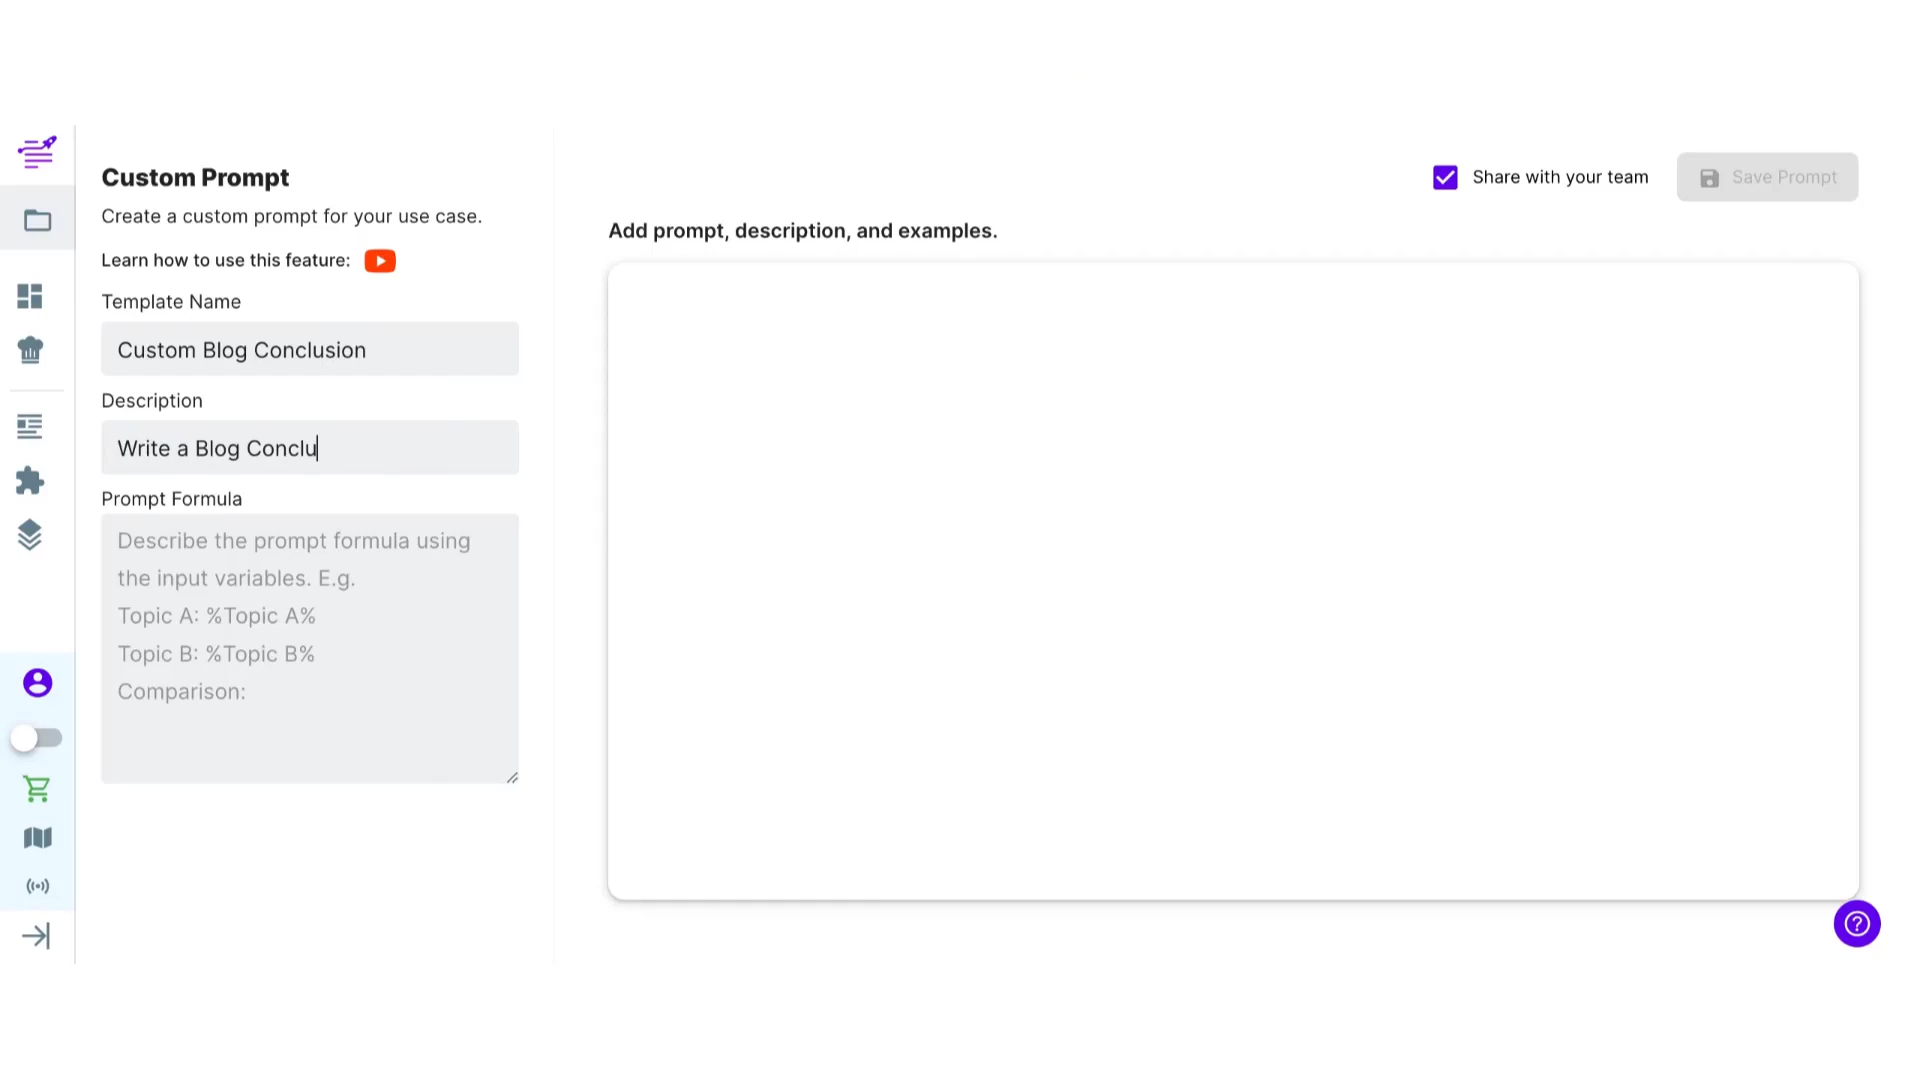 Custom Prompt
Create a custom prompt for your use case.
Learn how to use this feature:
Template Name
Custom Blog Conclusion
Description
Write a Blog Conclu
Prompt Formula
Describe the prompt formula using
the input variables. E.g.
Topic A: %Topic A%
Topic B: %Topic B%
Comparison:
Share with your team
Save Prompt
Add prompt, description, and examples.